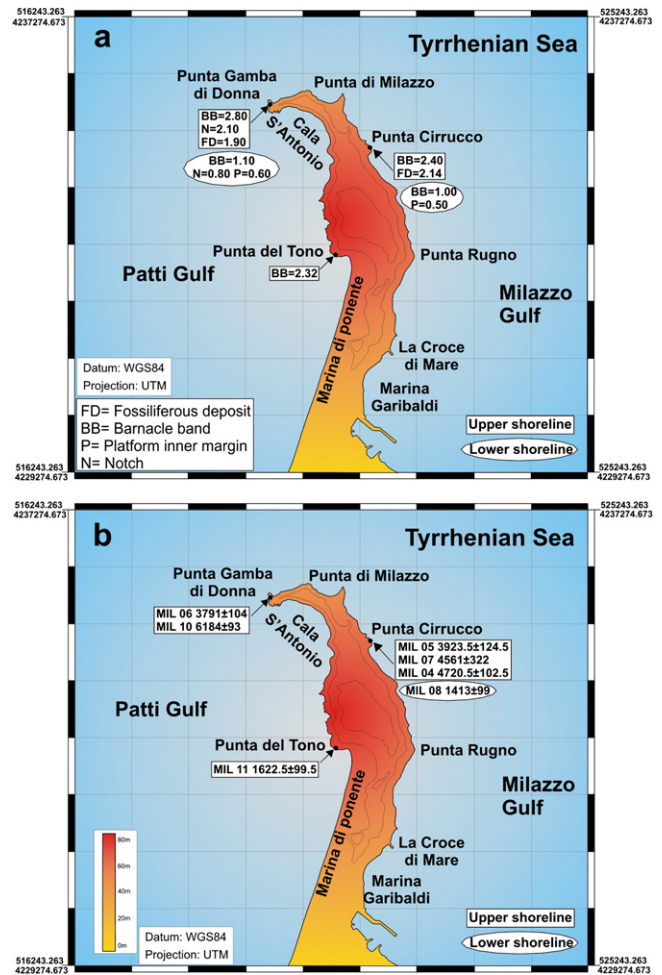 516243.263
4237274.673
525243.263
4237274.673
a
Tyrrhenian Sea
Punta Gamba
di Donna
Punta di Milazzo
BB=2.80
N=2.10
FD=1.90
Cala
S'Antonio
Punta Cirrucco
BB=2.40
FD=2.14
BB=1.10
N=0.80 P=0.60
BB=1.00
P=0.50
Punta del Tono
Punta Rugno
BB=2.32
Patti Gulf
Milazzo
Gulf
Marina di ponente
La Croce
di Mare
Datum: WGS84
Projection: UTM
Marina
Garibaldi
FD= Fossiliferous deposit
BB= Barnacle band
P= Platform inner margin
N= Notch
Upper shoreline
Lower shoreline
516243.263
4229274.673
525243.263
4229274.673
516243.263
4237274.673
525243.263
4237274.673
b
Tyrrhenian Sea
Punta Gamba
di Donna
Punta di Milazzo
MIL 06 3791±104
MIL 10 6184±93
Cala
S'Antonio
Punta Cirrucco
MIL 05 3923.5±124.5
MIL 07 4561±322
MIL 04 4720.5±102.5
MIL 08 1413±99
Patti Gulf
Punta del Tono
Punta Rugno
MIL 11 1622.5±99.5
Milazzo
Gulf
Marina di ponente
80m
60m
40m
20m
0m
La Croce
di Mare
Marina
Garibaldi
Datum: WGS84
Projection: UTM
Upper shoreline
Lower shoreline
516243.263
4229274.673
525243.263
4229274.673